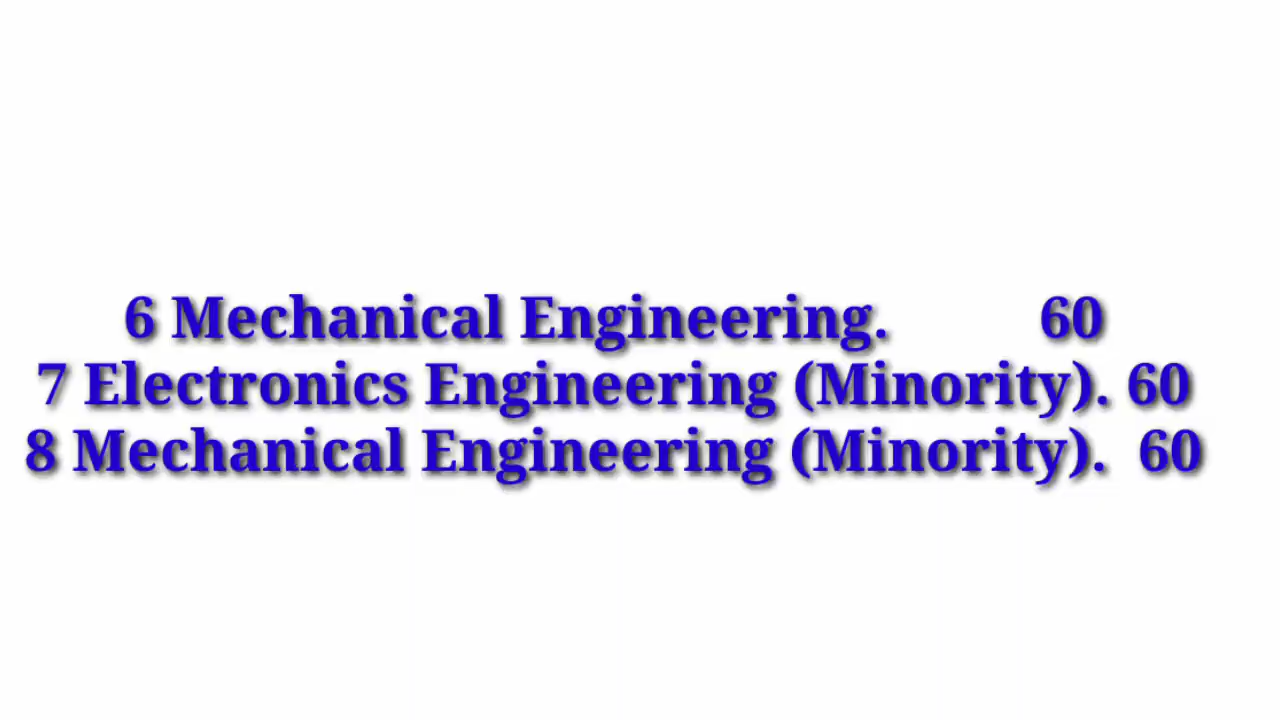 6 Mechanical Engineering. 60
7 Electronics Engineering (Minority). 60
8 Mechanical Engineering (Minority). 60